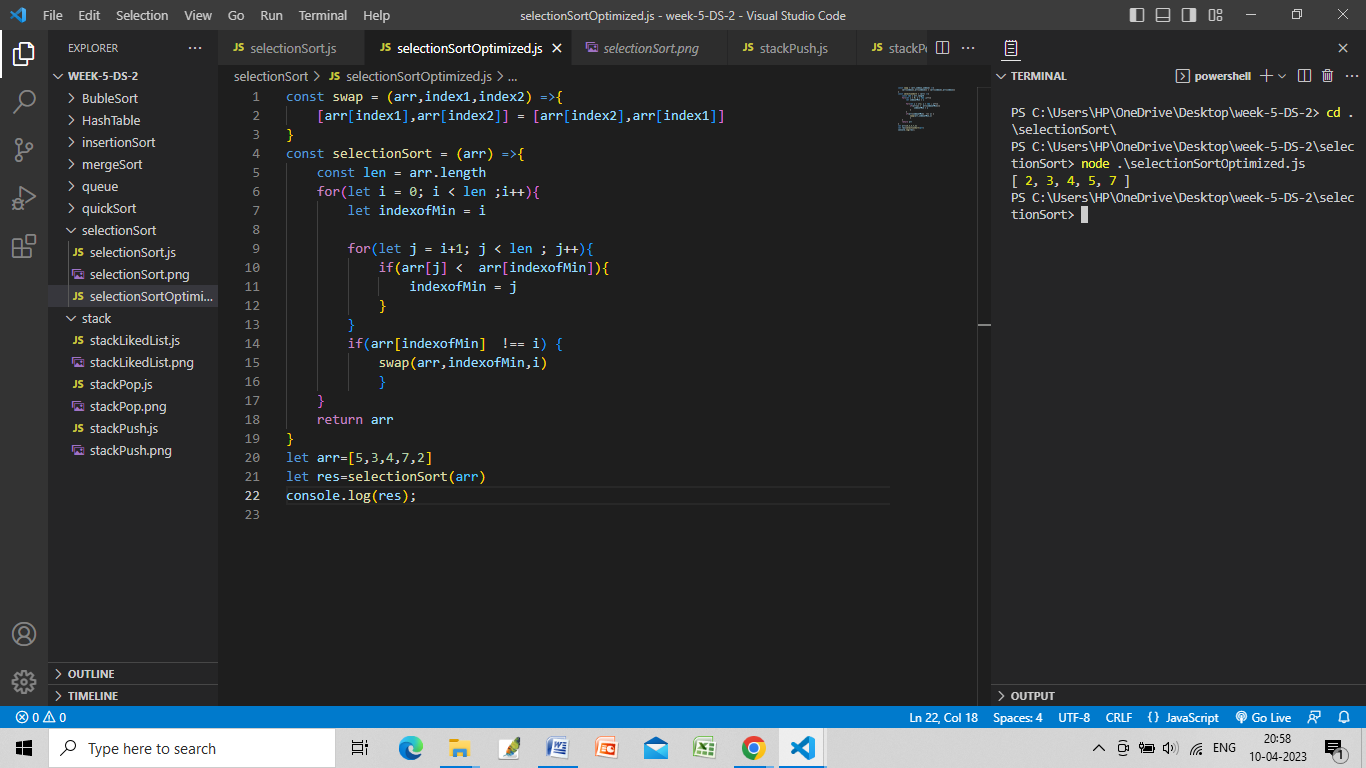 File Edit Selection View Go Run Terminal Help selectionSortOptimized.js - week-5-DS-2 - Visual Studio Code
EXPLORER
WEEK-5-DS-2
BubleSort
HashTable
insertionSort
mergeSort
queue
quickSort
selectionSort
JS selectionSort.js
selectionSort.png
JS selectionSortOptimi...
stack
JS stackLikedList.js
stackLikedList.png
JS stackPop.js
stackPop.png
JS stackPush.js
stackPush.png
OUTLINE
TIMELINE
JS selectionSort.js JS selectionSortOptimized.js selectionSort.png JS stackPush.js JS stackP
selectionSort > JS selectionSortOptimized.js > ...
1 const swap = (arr,index1,index2) =>{
2 [arr[index1],arr[index2]] = [arr[index2],arr[index1]]
3 }
4 const selectionSort = (arr) =>{
5 const len = arr.length
6 for(let i = 0; i < len ;i++){
7 let indexofMin = i
8
9 for(let j = i+1; j < len ; j++){
10 if(arr[j] <  arr[indexofMin]){
11 indexofMin = j
12 }
13 }
14 if(arr[indexofMin]  !== i) {
15 swap(arr,indexofMin,i)
16 }
17 }
18 return arr
19 }
20 let arr=[5,3,4,7,2]
21 let res=selectionSort(arr)
22 console.log(res);
23
TERMINAL powershell
PS C:\Users\HP\OneDrive\Desktop\week-5-DS-2> cd .
\selectionSort\
PS C:\Users\HP\OneDrive\Desktop\week-5-DS-2\selec
tionSort> node .\selectionSortOptimized.js
[ 2, 3, 4, 5, 7 ]
PS C:\Users\HP\OneDrive\Desktop\week-5-DS-2\selec
tionSort>
OUTPUT
0 0 Ln 22, Col 18 Spaces: 4 UTF-8 CRLF {} JavaScript Go Live
Type here to search ENG 20:58
10-04-2023 1